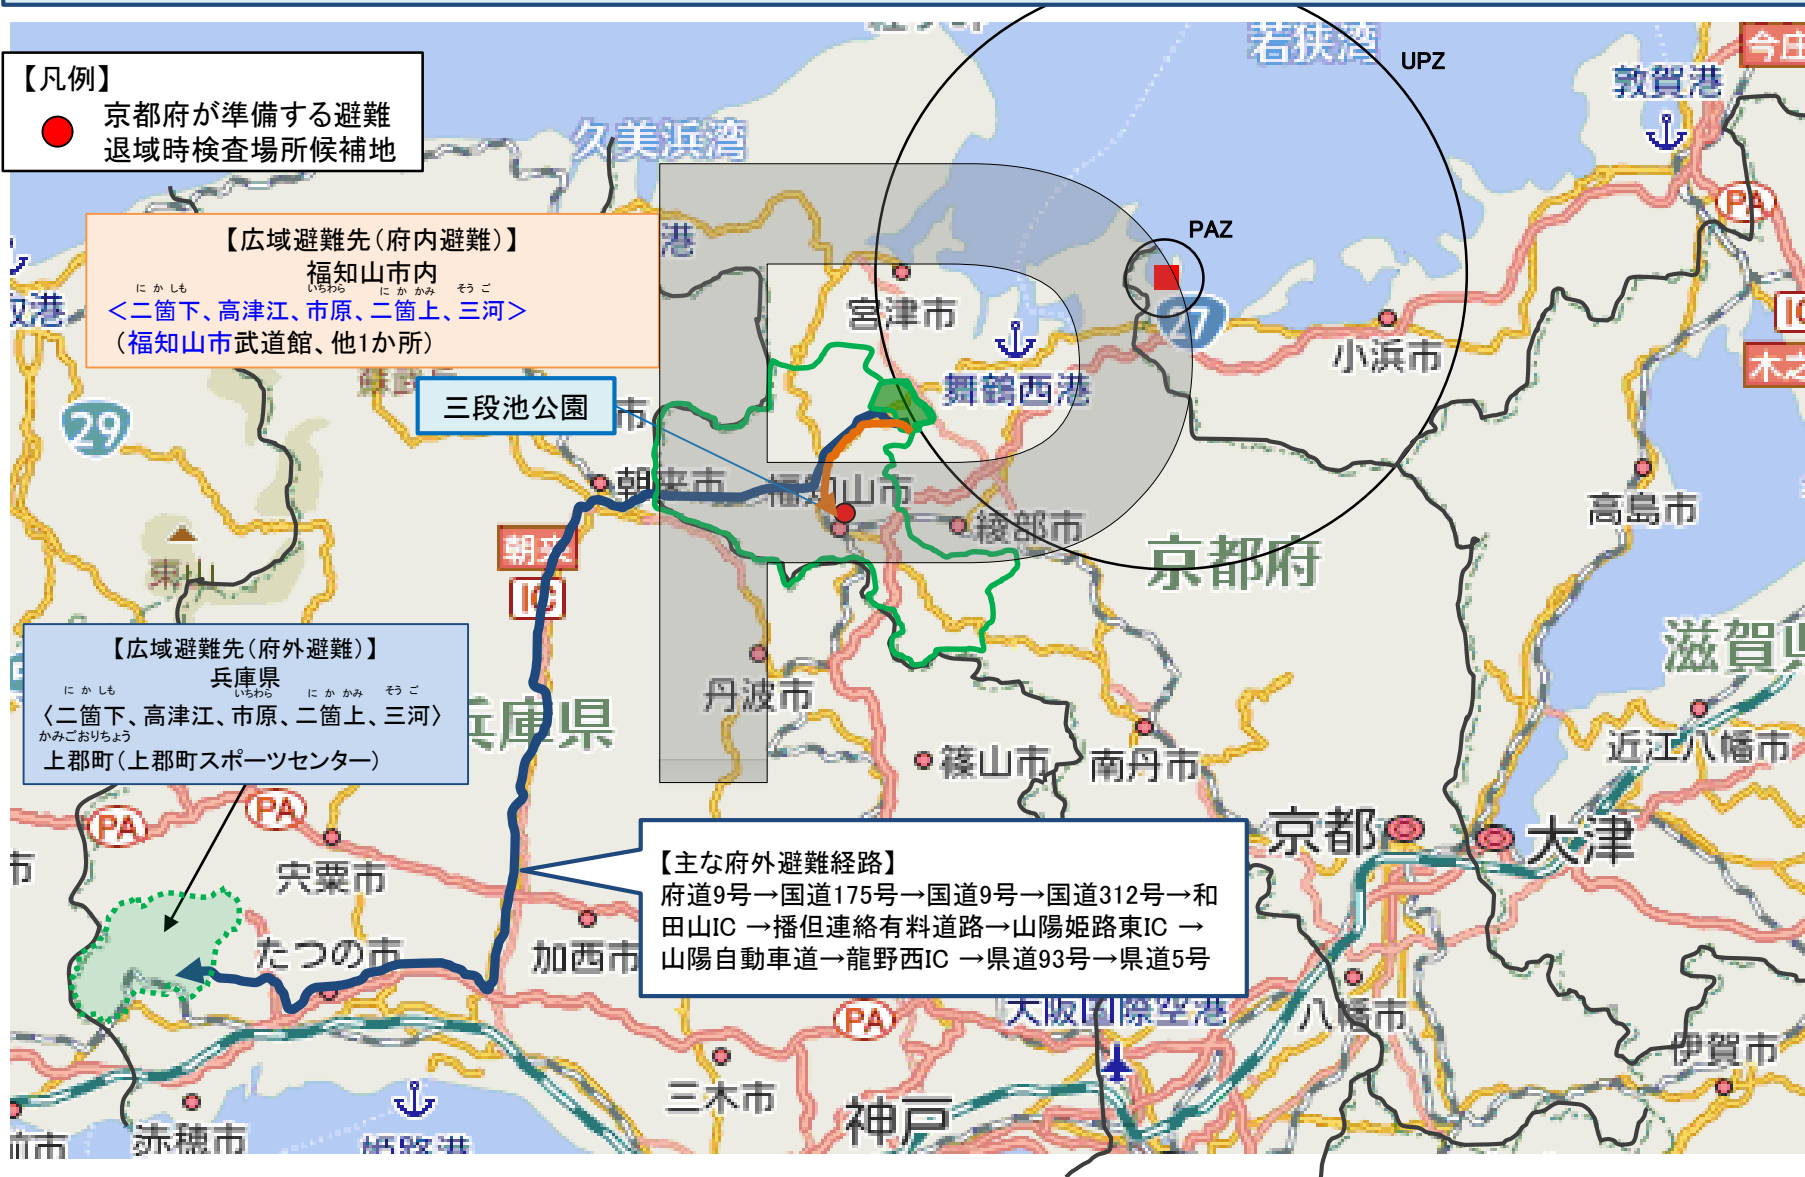 若狭湾
UPZ
今庄
敦賀港
【凡例】
京都府が準備する避難
退域時検査場所候補地
久美浜湾
PA
港
PAZ
【広域避難先(府内避難)】
福知山市内
にかしも いちわら にかかみ そうご
<二箇下、高津江、市原、二箇上、三河>
(福知山市武道館、他1か所)
27
宮津市
小浜市
IC
木之
舞鶴西港
三段池公園
市
29
朝来市
福知山市
綾部市
高島市
朝来
IC
京都府
東山
【広域避難先(府外避難)】
兵庫県
にかしも いちわら にかかみ そうご
〈二箇下、高津江、市原、二箇上、三河〉
かみごおりちょう
上郡町(上郡町スポーツセンター)
滋賀県
丹波市
兵庫県
篠山市
南丹市
近江八幡市
PA
PA
京都
大津
市
宍粟市
【主な府外避難経路】
府道9号→国道175号→国道9号→国道312号→和
田山IC →播但連絡有料道路→山陽姫路東IC →
山陽自動車道→龍野西IC →県道93号→県道5号
たつの市
加西市
PA
大阪国際空港
八幡市
伊賀市
三木市
神戸
赤穂市
姫路港